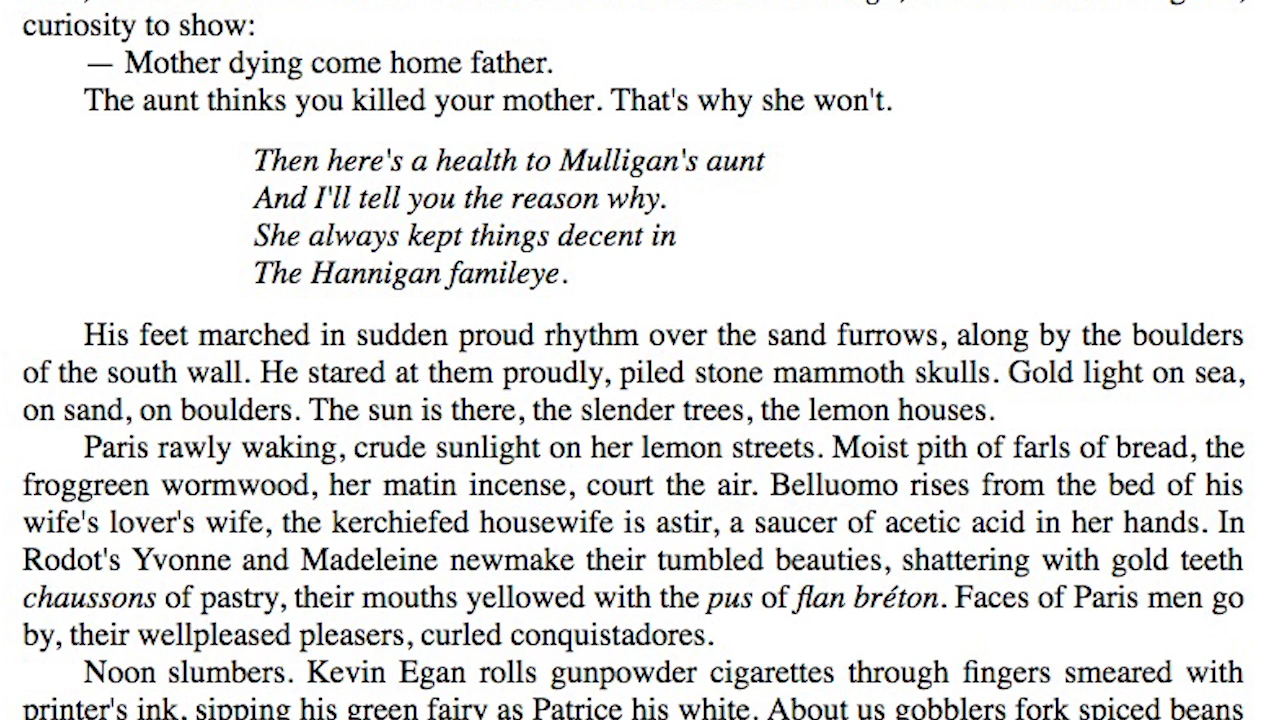 curiosity to show:
— Mother dying come home father.
The aunt thinks you killed your mother. That's why she won't.
Then here's a health to Mulligan's aunt
And I'll tell you the reason why.
She always kept things decent in
The Hannigan famileye.
His feet marched in sudden proud rhythm over the sand furrows, along by the boulders
of the south wall. He stared at them proudly, piled stone mammoth skulls. Gold light on sea,
on sand, on boulders. The sun is there, the slender trees, the lemon houses.
Paris rawly waking, crude sunlight on her lemon streets. Moist pith of farls of bread, the
froggreen wormwood, her matin incense, court the air. Belluomo rises from the bed of his
wife's lover's wife, the kerchiefed housewife is astir, a saucer of acetic acid in her hands. In
Rodot's Yvonne and Madeleine newmake their tumbled beauties, shattering with gold teeth
chaussons of pastry, their mouths yellowed with the pus of flan bréton. Faces of Paris men go
by, their wellpleased pleasers, curled conquistadores.
Noon slumbers. Kevin Egan rolls gunpowder cigarettes through fingers smeared with
printer's ink, sipping his green fairy as Patrice his white. About us gobblers fork spiced beans